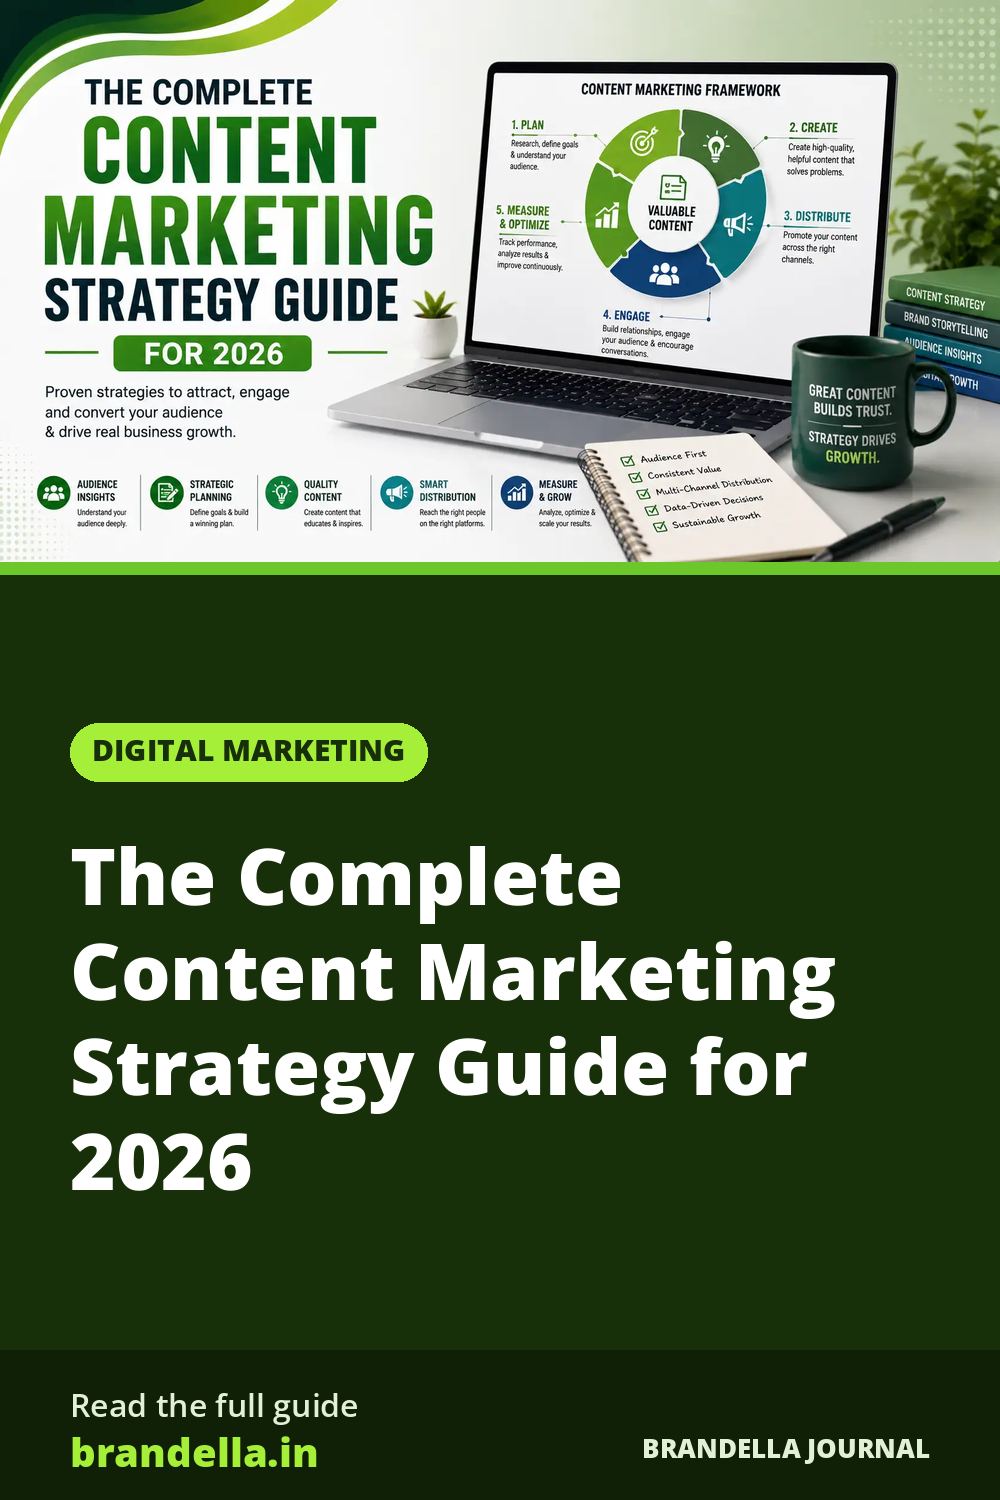 THE COMPLETE
CONTENT
MARKETING
STRATEGY GUIDE
FOR 2026
Proven strategies to attract, engage
and convert your audience
& drive real business growth.
AUDIENCE
INSIGHTS
Understand your
audience deeply.
STRATEGIC
PLANNING
Define goals & build
a winning plan.
QUALITY
CONTENT
Create content that
educates & inspires.
SMART
DISTRIBUTION
Reach the right people
on the right platforms.
MEASURE
& GROW
Analyze, optimize &
scale your results.
CONTENT MARKETING FRAMEWORK
1. PLAN
Research, define goals
& understand your
audience.
2. CREATE
Create high-quality,
helpful content that
solves problems.
3. DISTRIBUTE
Promote your content
across the right
channels.
4. ENGAGE
Build relationships, engage
your audience & encourage
conversations.
5. MEASURE
& OPTIMIZE
Track performance,
analyze results &
improve continuously.
VALUABLE
CONTENT
CONTENT STRATEGY
BRAND STORYTELLING
AUDIENCE INSIGHTS
GREAT CONTENT
BUILDS TRUST.
STRATEGY DRIVES
GROWTH.
Audience First
Consistent Value
Multi-Channel Distribution
Data-Driven Decisions
Sustainable Growth
DIGITAL MARKETING
The Complete
Content Marketing
Strategy Guide for
2026
Read the full guide
brandella.in
BRANDELLA JOURNAL